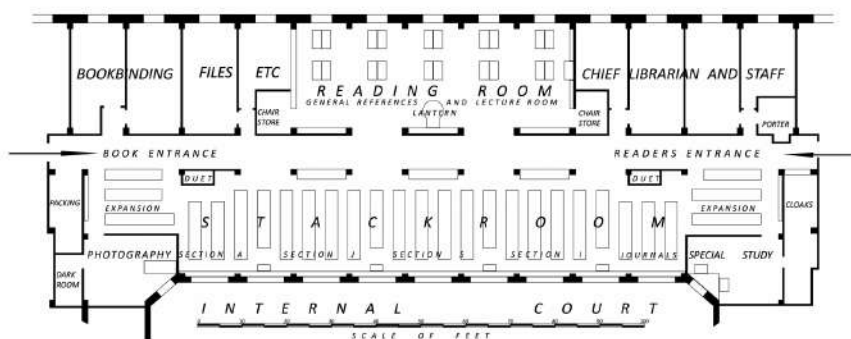 BOOKBINDING FILES ETC
READING ROOM
GENERAL REFERENCES AND LECTURE ROOM
LANTERN
CHIEF LIBRARIAN AND STAFF
CHAIR STORE
CHAIR STORE
PORTER
BOOK ENTRANCE
READERS ENTRANCE
DUET
DUET
PACKING
EXPANSION
STACK ROOM
EXPANSION
CLOAKS
PHOTOGRAPHY
SECTION A
SECTION J
SECTION S
SECTION I
JOURNALS
SPECIAL STUDY
DARK ROOM
INTERNAL COURT
SCALE OF FEET